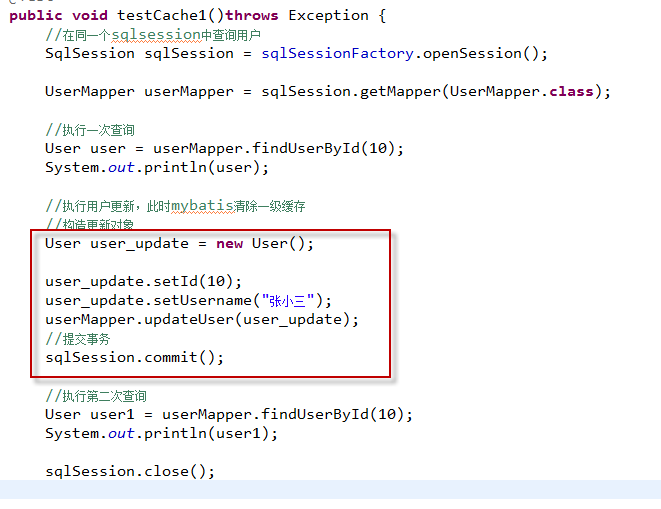 public void testCache1()throws Exception {
//在同一个sqlsession中查询用户
SqlSession sqlSession = sqlSessionFactory.openSession();
UserMapper userMapper = sqlSession.getMapper(UserMapper.class);
//执行一次查询
User user = userMapper.findUserById(10);
System.out.println(user);
//执行用户更新，此时mybatis清除一级缓存
//构造更新对象
User user_update = new User();
user_update.setId(10);
user_update.setUsername("张小三");
userMapper.updateUser(user_update);
//提交事务
sqlSession.commit();
//执行第二次查询
User user1 = userMapper.findUserById(10);
System.out.println(user1);
sqlSession.close();